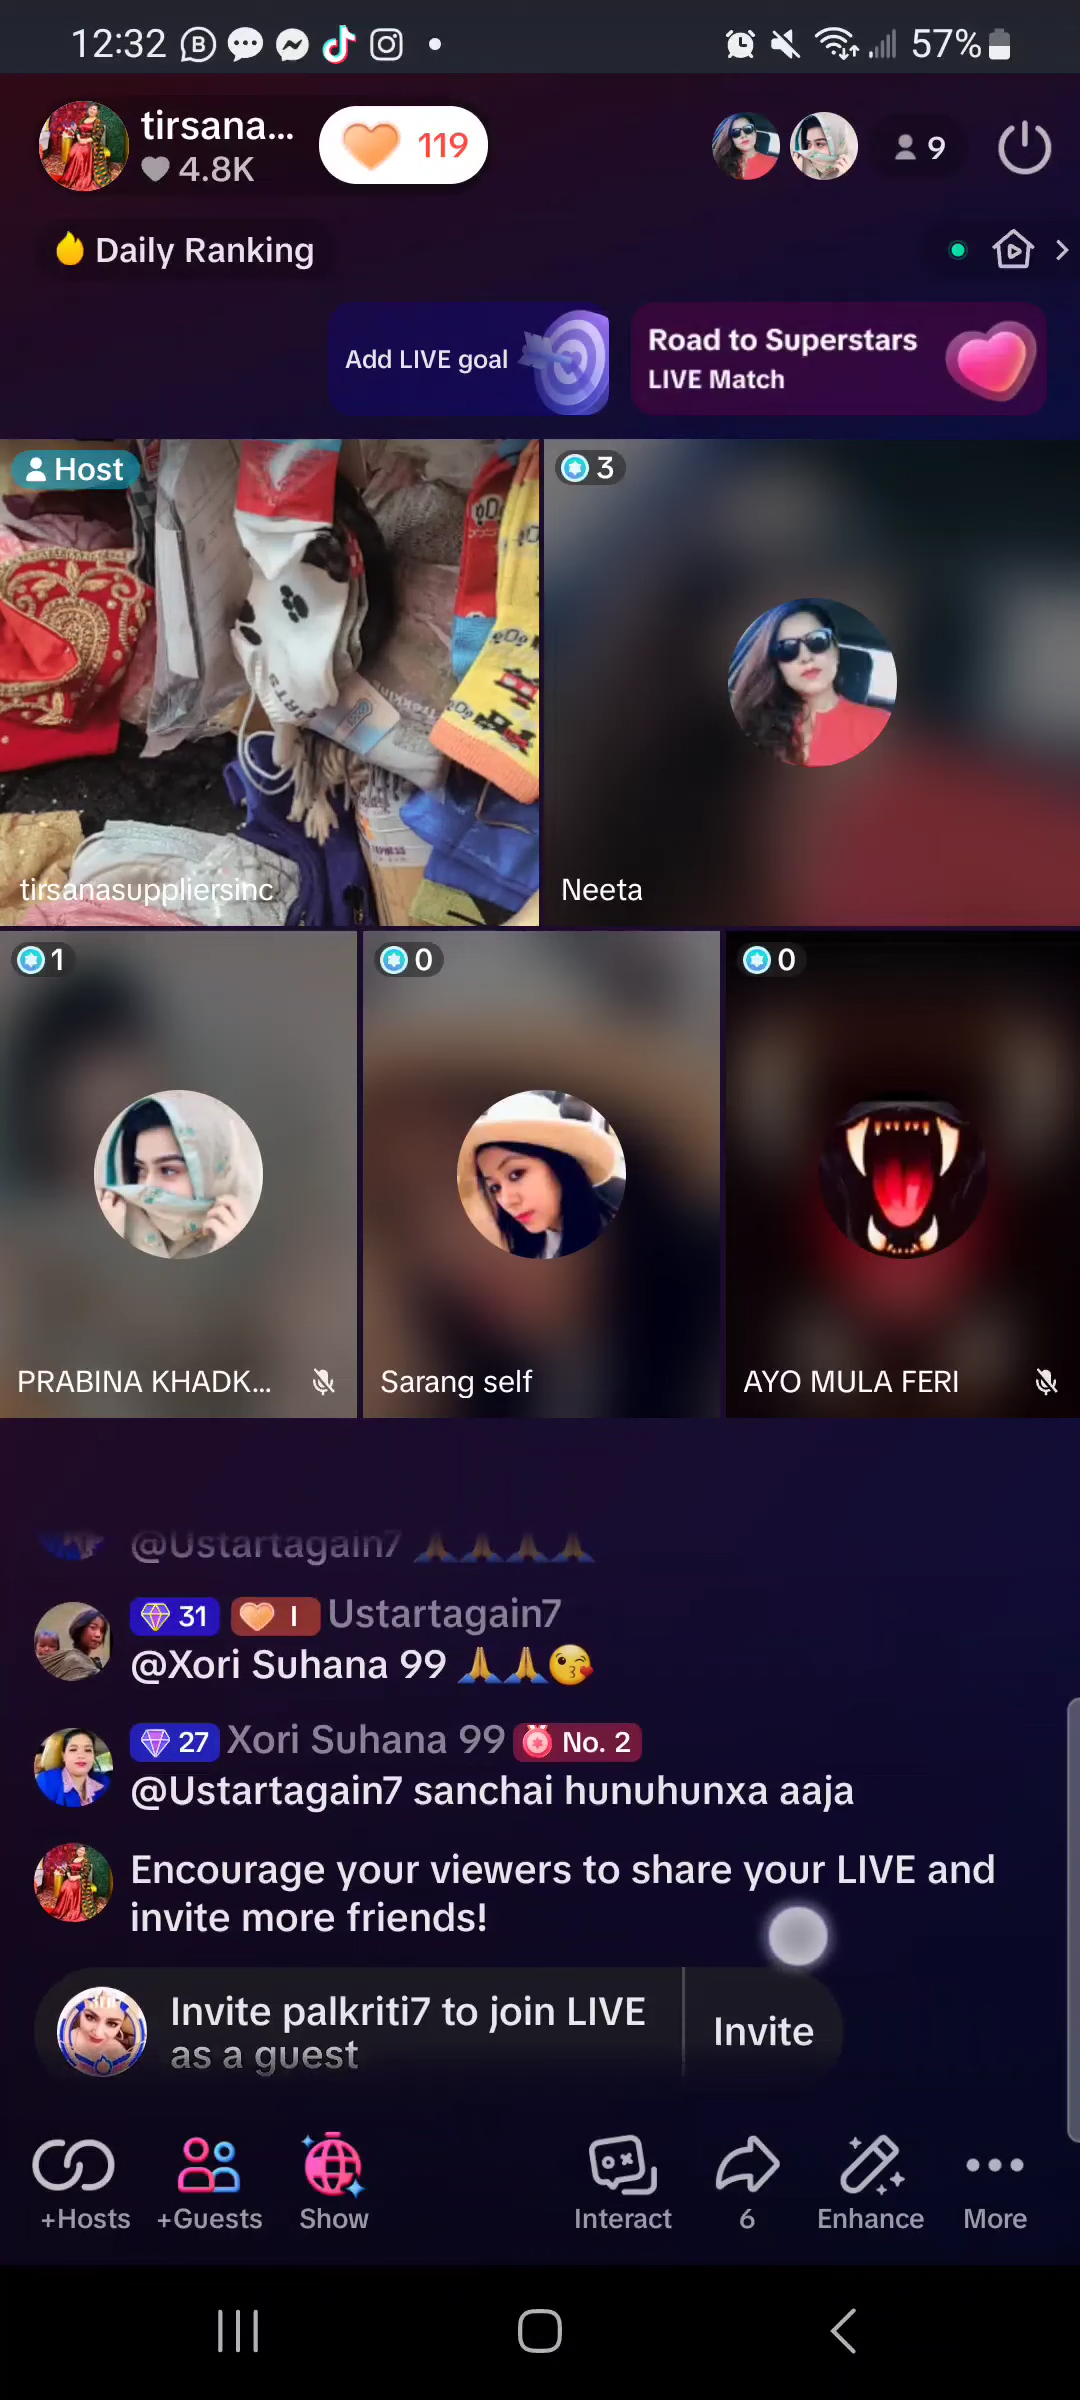 12:32
57%
tirsana...
4.8K
119
9
Daily Ranking
Add LIVE goal
Road to Superstars
LIVE Match
Host
3
tirsanasuppliersinc
Neeta
1
0
0
PRABINA KHADK...
Sarang self
AYO MULA FERI
@Ustartagain7 🙏🙏🙏🙏
31 I Ustartagain7
@Xori Suhana 99 🙏🙏😘
27 Xori Suhana 99 No. 2
@Ustartagain7 sanchai hunuhunxa aaja
Encourage your viewers to share your LIVE and
invite more friends!
Invite palkriti7 to join LIVE
as a guest
Invite
+Hosts
+Guests
Show
Interact
6
Enhance
More